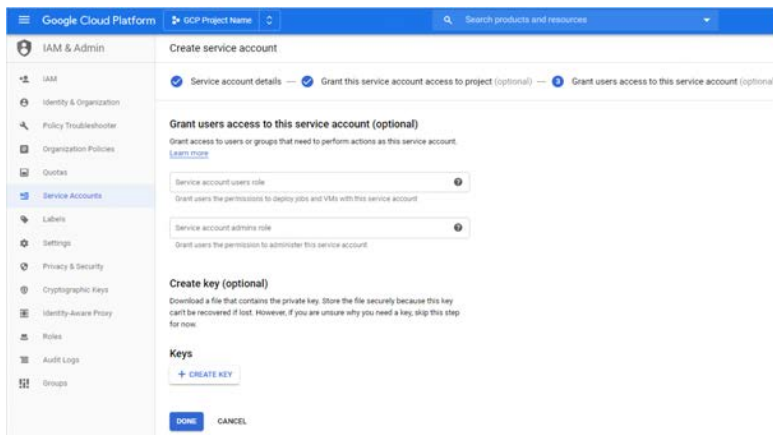 Google Cloud Platform
GCP Project Name
Search products and resources
IAM & Admin
Create service account
Service account details — Grant this service account access to project (optional) — 3 Grant users access to this service account (optional
IAM
Identity & Organization
Policy Troubleshooter
Organization Policies
Quotas
Service Accounts
Labels
Settings
Privacy & Security
Cryptographic Keys
Identity-Aware Proxy
Roles
Audit Logs
Groups
Grant users access to this service account (optional)
Grant access to users or groups that need to perform actions as this service account.
Learn more
Service account users role
Grant users the permissions to deploy jobs and VMs with this service account
Service account admins role
Grant users the permission to administer this service account
Create key (optional)
Download a file that contains the private key. Store the file securely because this key
can't be recovered if lost. However, if you are unsure why you need a key, skip this step
for now.
Keys
+ CREATE KEY
DONE CANCEL